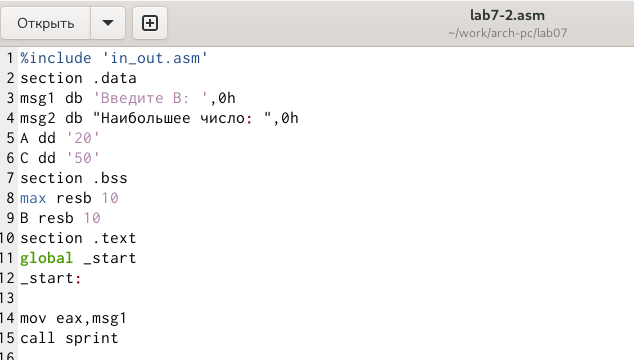 Открыть
lab7-2.asm
~/work/arch-pc/lab07
1 %include 'in_out.asm'
2 section .data
3 msg1 db 'Введите B: ',0h
4 msg2 db "Наибольшее число: ",0h
5 A dd '20'
6 C dd '50'
7 section .bss
8 max resb 10
9 B resb 10
10 section .text
11 global _start
12 _start:
13
14 mov eax,msg1
15 call sprint
16